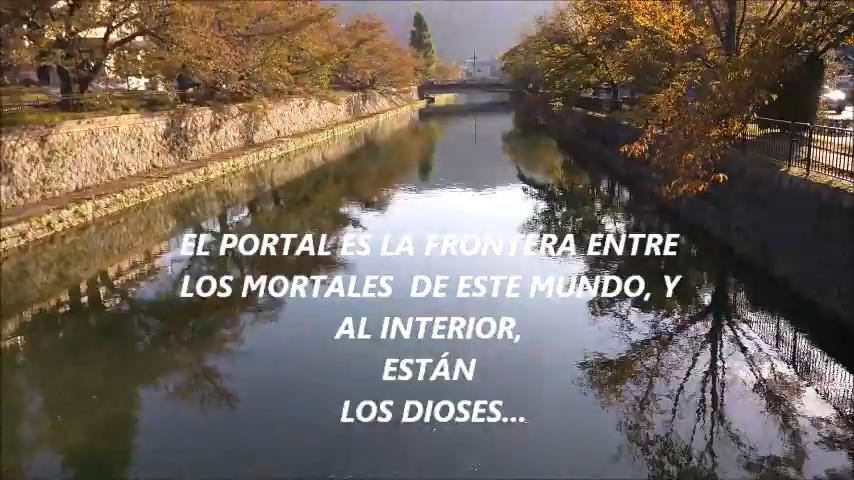 EL PORTAL ES LA FRONTERA ENTRE
LOS MORTALES DE ESTE MUNDO, Y
AL INTERIOR,
ESTÁN
LOS DIOSES...